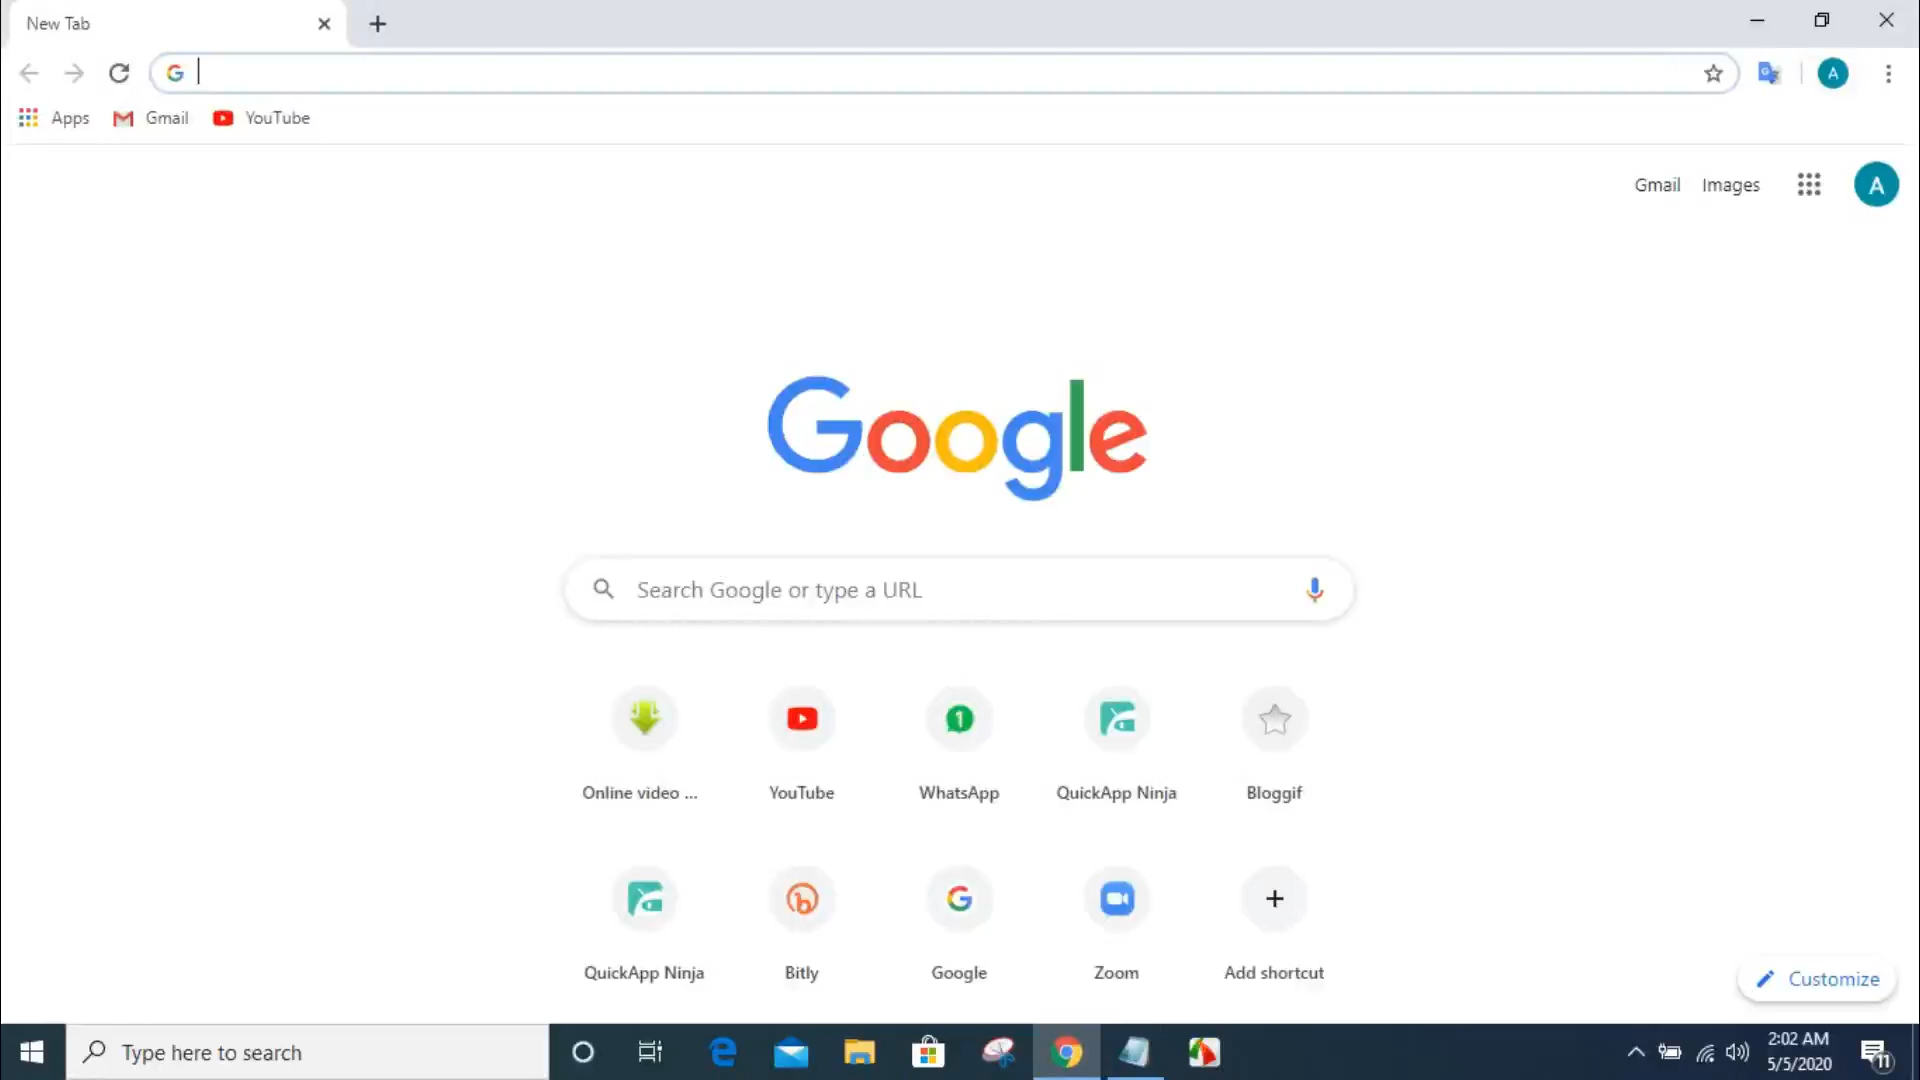 New Tab
Apps
Gmail
YouTube
A
Gmail
Images
A
Google
Search Google or type a URL
Online video ...
YouTube
1
WhatsApp
QuickApp Ninja
Bloggif
QuickApp Ninja
Bitly
Google
Zoom
Add shortcut
Customize
Type here to search
2:02 AM
5/5/2020
11